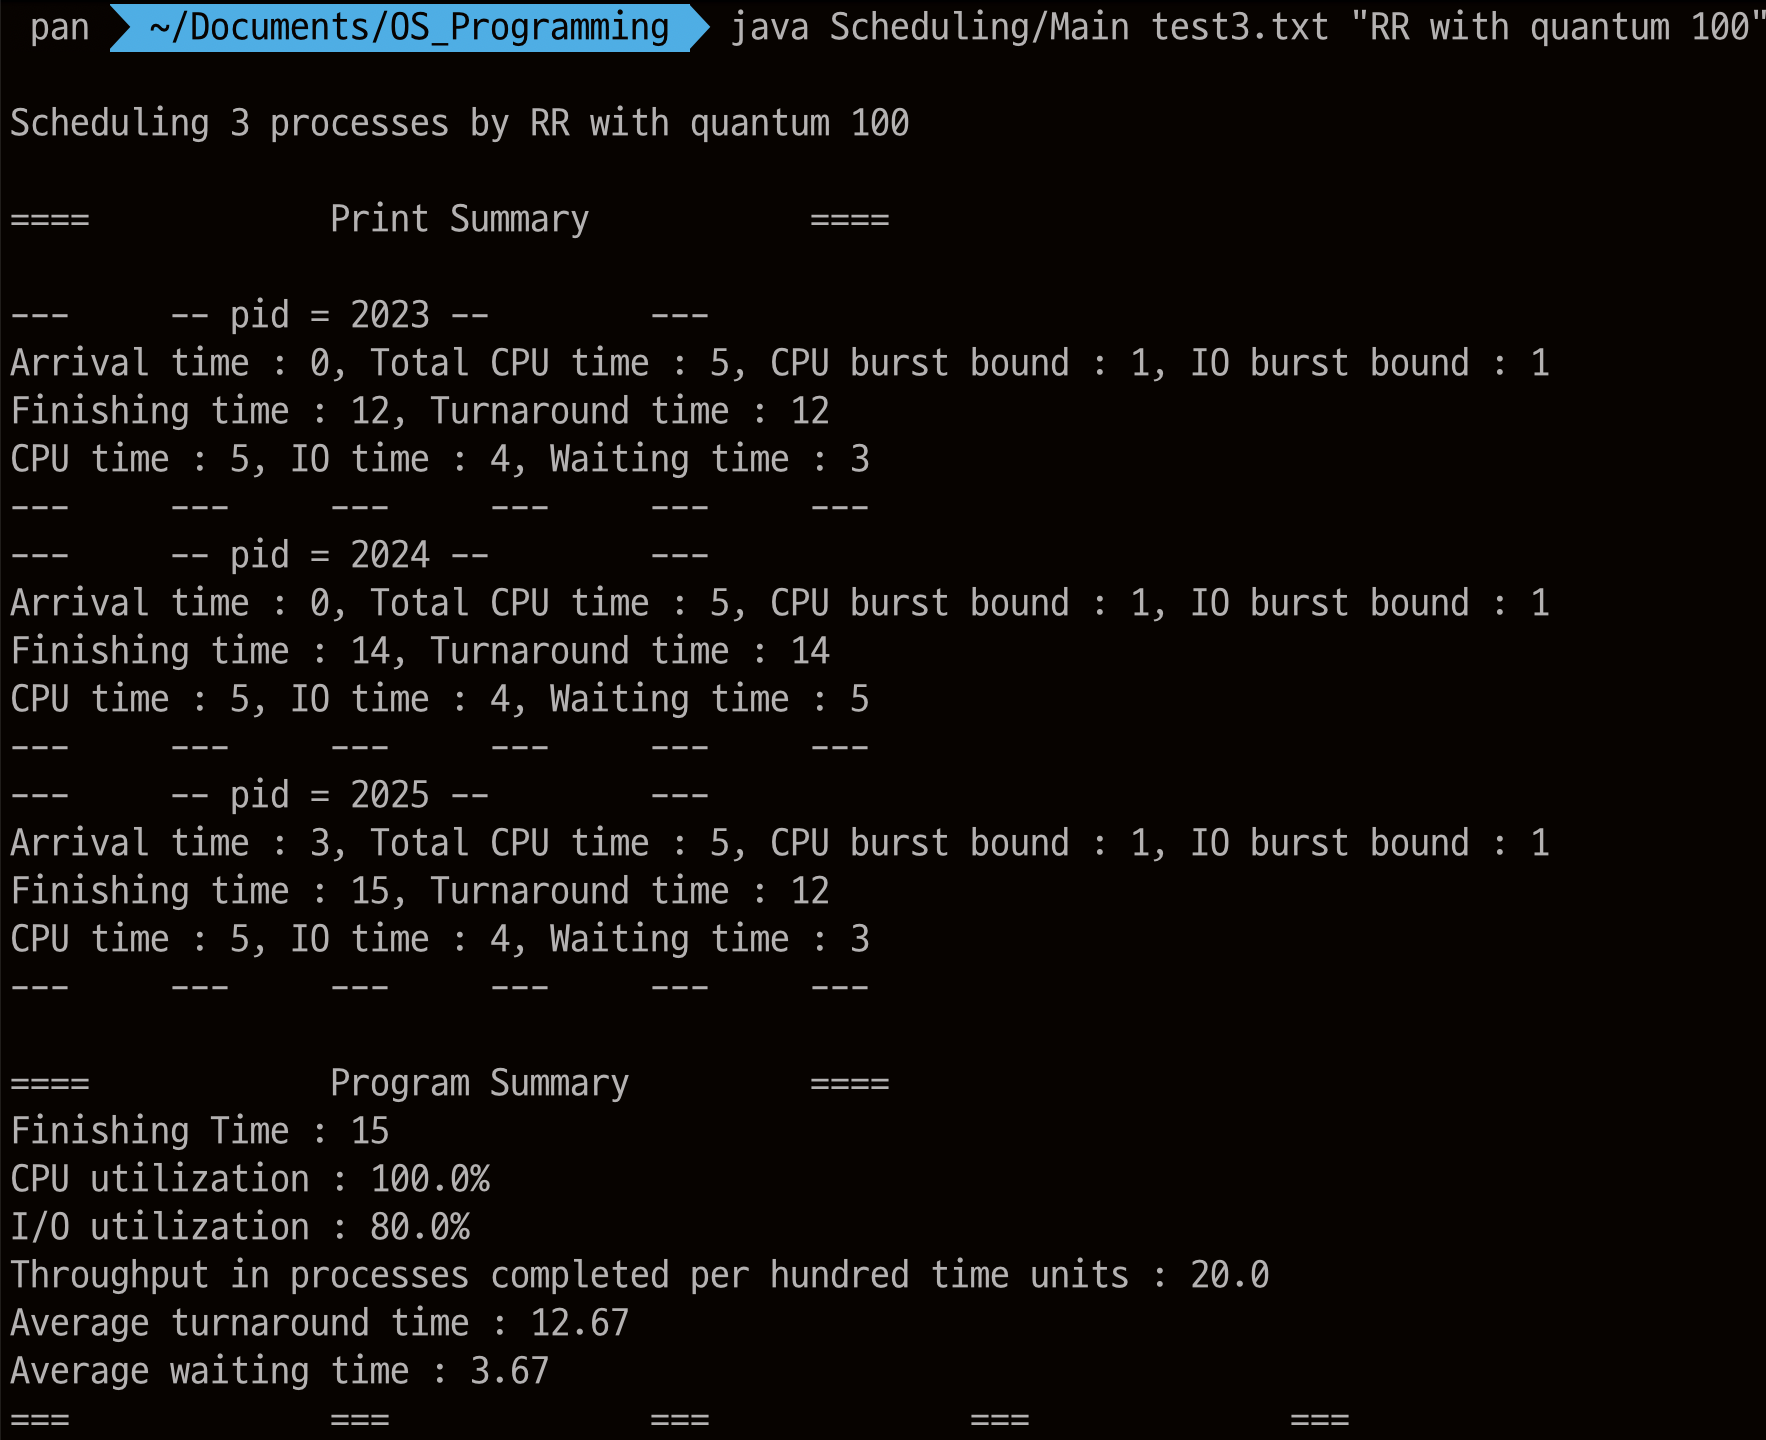 pan ~/Documents/OS_Programming java Scheduling/Main test3.txt "RR with quantum 100"
Scheduling 3 processes by RR with quantum 100
==== Print Summary ====
--- -- pid = 2023 -- ---
Arrival time : 0, Total CPU time : 5, CPU burst bound : 1, IO burst bound : 1
Finishing time : 12, Turnaround time : 12
CPU time : 5, IO time : 4, Waiting time : 3
--- --- --- --- --- ---
--- -- pid = 2024 -- ---
Arrival time : 0, Total CPU time : 5, CPU burst bound : 1, IO burst bound : 1
Finishing time : 14, Turnaround time : 14
CPU time : 5, IO time : 4, Waiting time : 5
--- --- --- --- --- ---
--- -- pid = 2025 -- ---
Arrival time : 3, Total CPU time : 5, CPU burst bound : 1, IO burst bound : 1
Finishing time : 15, Turnaround time : 12
CPU time : 5, IO time : 4, Waiting time : 3
--- --- --- --- --- ---
==== Program Summary ====
Finishing Time : 15
CPU utilization : 100.0%
I/O utilization : 80.0%
Throughput in processes completed per hundred time units : 20.0
Average turnaround time : 12.67
Average waiting time : 3.67
=== === === === ===